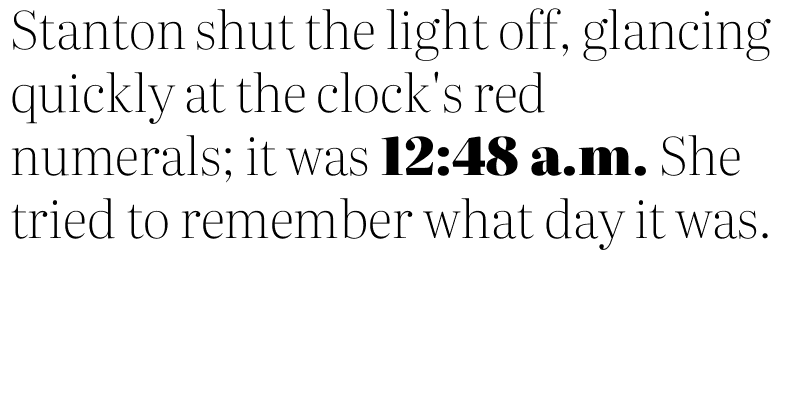 Stanton shut the light off, glancing
quickly at the clock's red
numerals; it was 12:48 a.m. She
tried to remember what day it was.